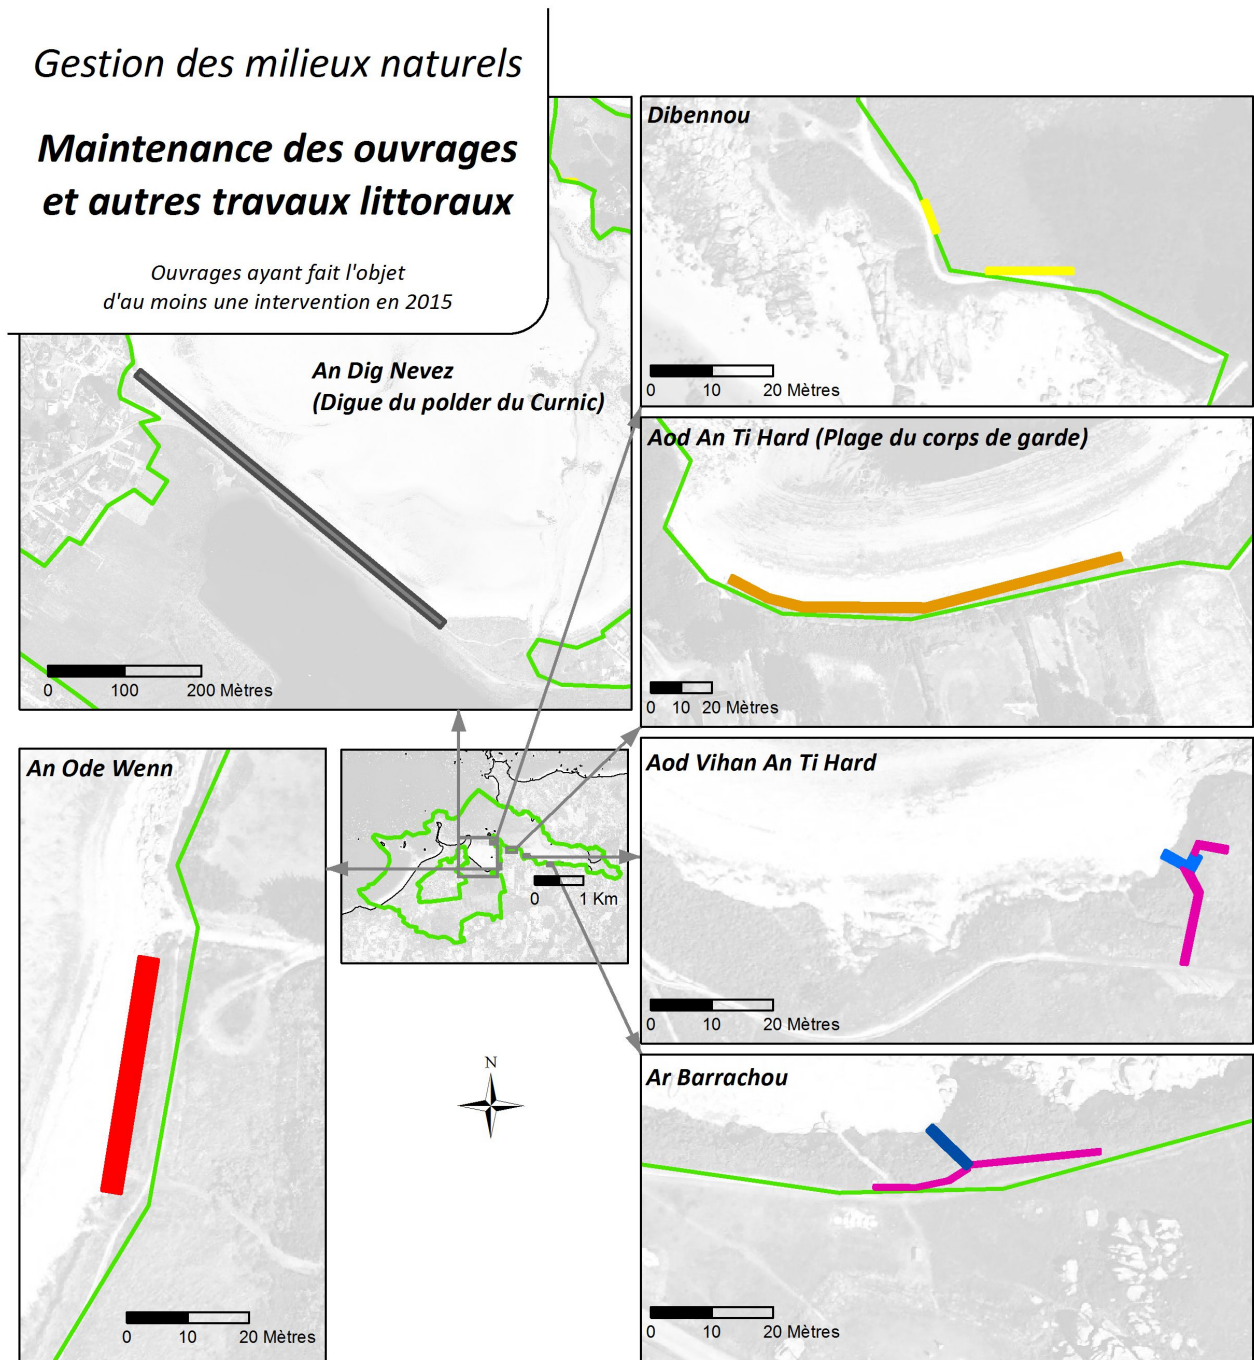 Gestion des milieux naturels
Maintenance des ouvrages
et autres travaux littoraux
Ouvrages ayant fait l'objet
d'au moins une intervention en 2015
An Dig Nevez
(Digue du polder du Curnic)
0 100 200 Mètres
Dibennou
0 10 20 Mètres
Aod An Ti Hard (Plage du corps de garde)
0 10 20 Mètres
An Ode Wenn
0 10 20 Mètres
0 1 Km
N
Aod Vihan An Ti Hard
0 10 20 Mètres
Ar Barrachou
0 10 20 Mètres